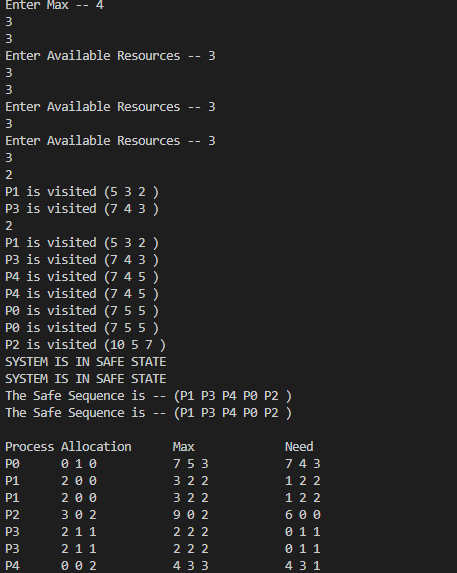 Enter Max -- 4
3
3
Enter Available Resources -- 3
3
3
Enter Available Resources -- 3
3
Enter Available Resources -- 3
3
2
P1 is visited (5 3 2 )
P3 is visited (7 4 3 )
2
P1 is visited (5 3 2 )
P3 is visited (7 4 3 )
P4 is visited (7 4 5 )
P4 is visited (7 4 5 )
P0 is visited (7 5 5 )
P0 is visited (7 5 5 )
P2 is visited (10 5 7 )
SYSTEM IS IN SAFE STATE
SYSTEM IS IN SAFE STATE
The Safe Sequence is -- (P1 P3 P4 P0 P2 )
The Safe Sequence is -- (P1 P3 P4 P0 P2 )
Process Allocation Max Need
P0 0 1 0 7 5 3 7 4 3
P1 2 0 0 3 2 2 1 2 2
P1 2 0 0 3 2 2 1 2 2
P2 3 0 2 9 0 2 6 0 0
P3 2 1 1 2 2 2 0 1 1
P3 2 1 1 2 2 2 0 1 1
P4 0 0 2 4 3 3 4 3 1